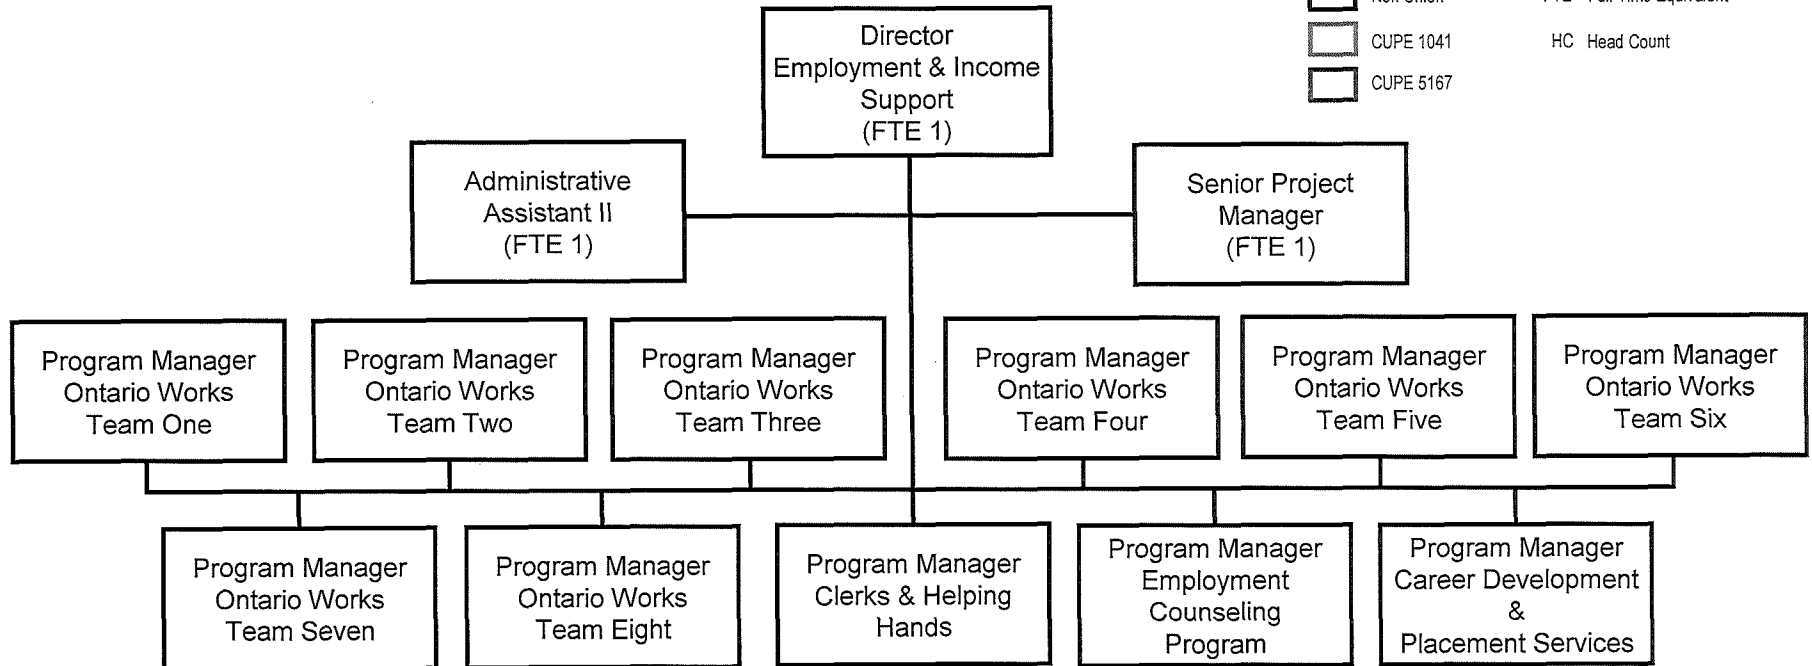 Director
Employment & Income
Support
(FTE 1)
CUPE 1041
HC Head Count
CUPE 5167
Administrative
Assistant II
(FTE 1)
Senior Project
Manager
(FTE 1)
Program Manager
Ontario Works
Team One
Program Manager
Ontario Works
Team Two
Program Manager
Ontario Works
Team Three
Program Manager
Ontario Works
Team Four
Program Manager
Ontario Works
Team Five
Program Manager
Ontario Works
Team Six
Program Manager
Ontario Works
Team Seven
Program Manager
Ontario Works
Team Eight
Program Manager
Clerks & Helping
Hands
Program Manager
Employment
Counseling
Program
Program Manager
Career Development
&
Placement Services